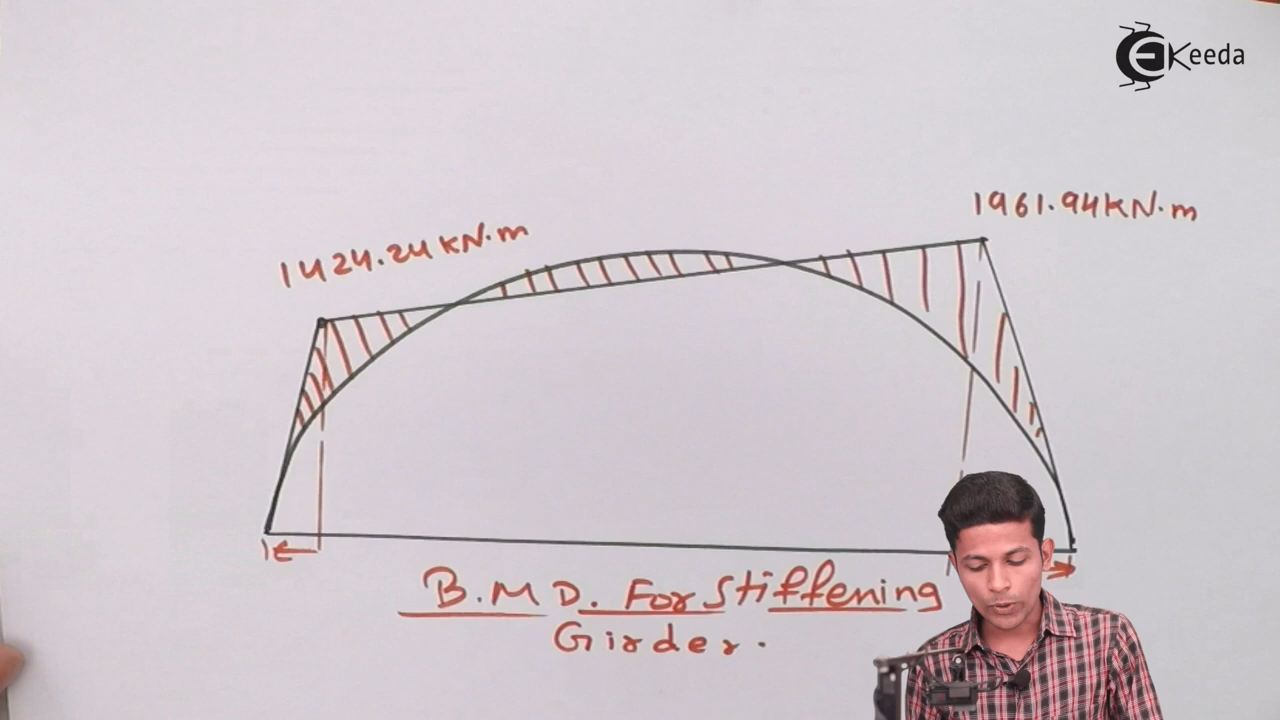 EKeeda
1961.94KN.m
1424.24KN.m
B.M.D. For Stiffening
Girder.